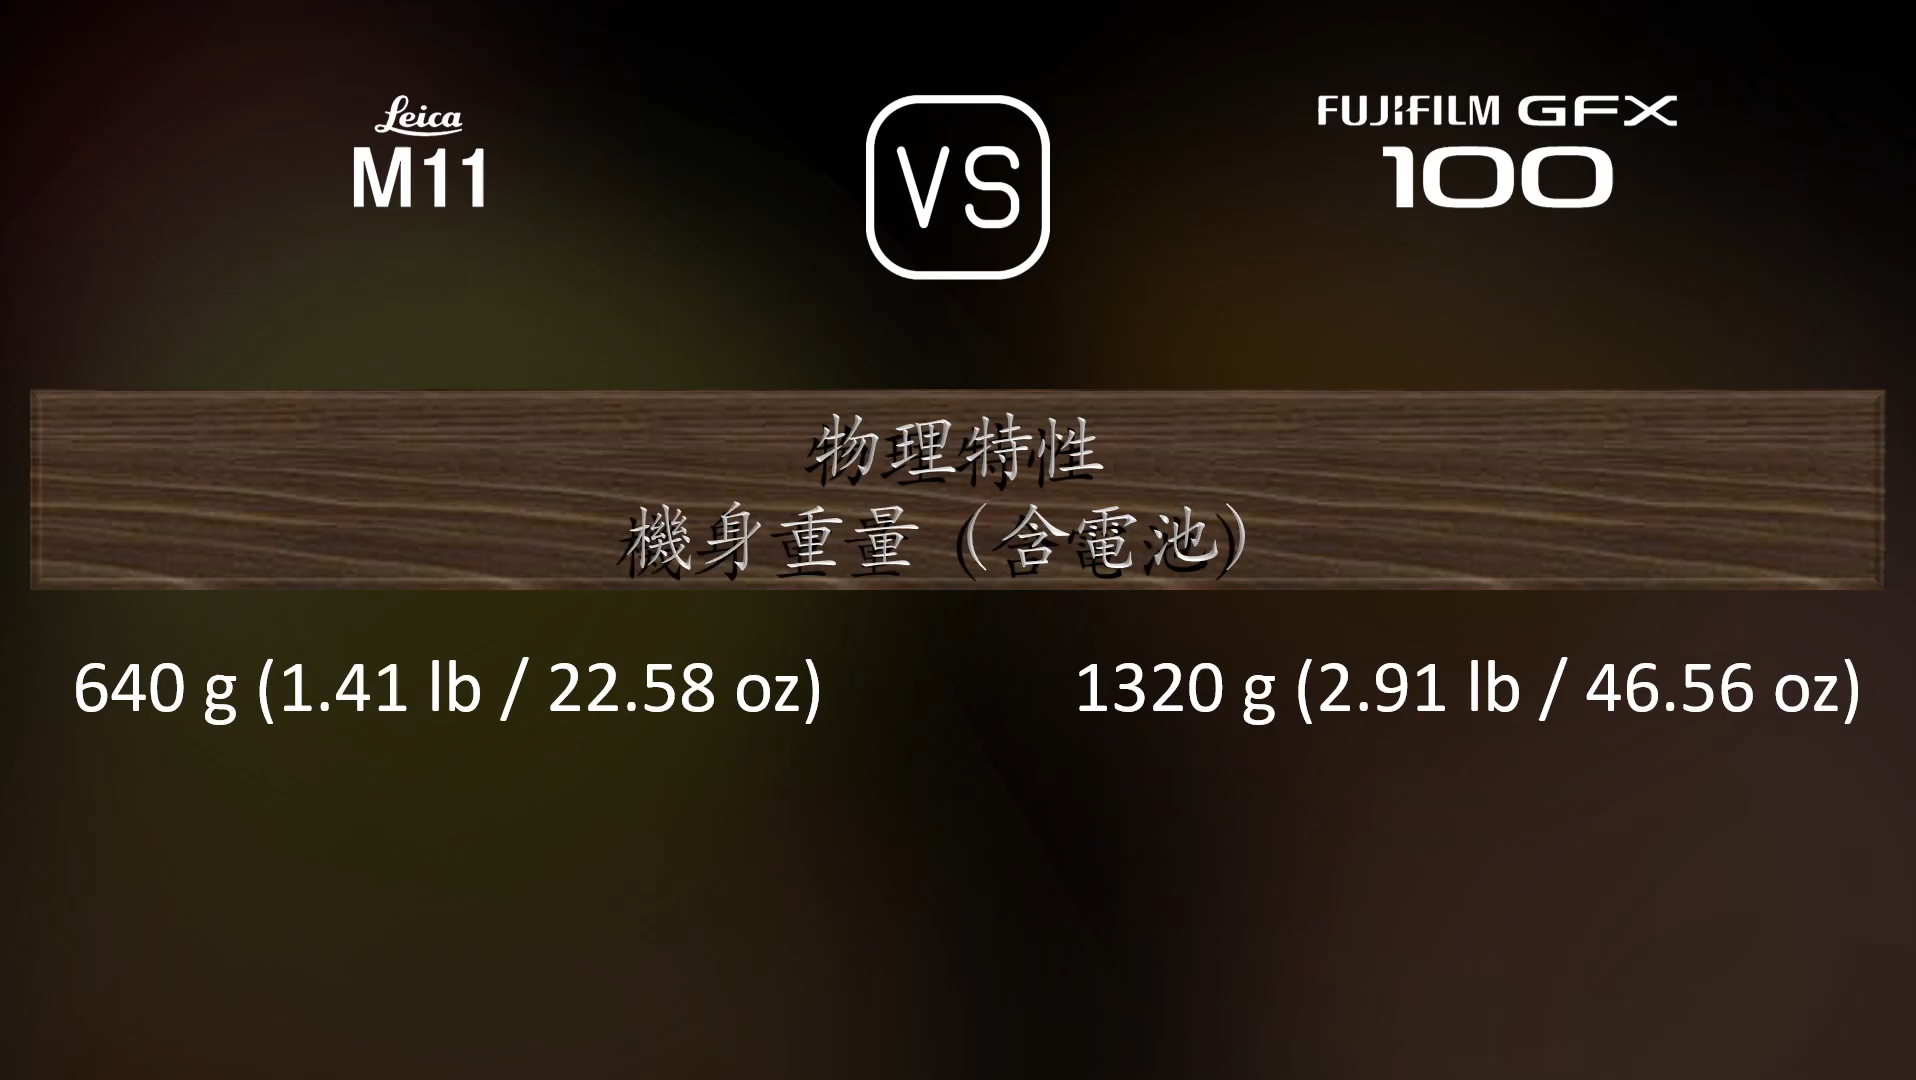 Leica
M11
VS
FUJIFILM GFX
100
物理特性
機身重量（含電池）
640 g (1.41 lb / 22.58 oz)
1320 g (2.91 lb / 46.56 oz)